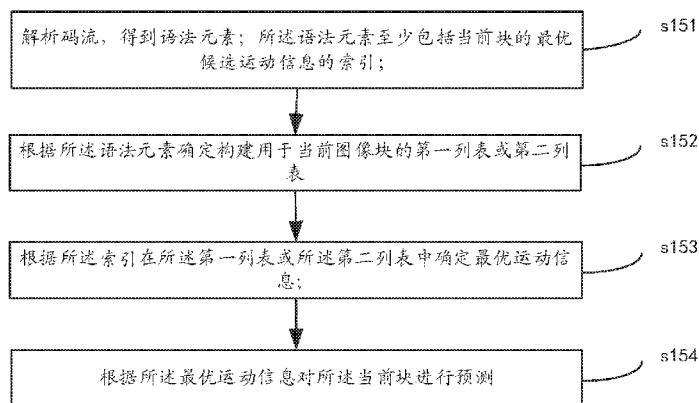 解析码流，得到语法元素；所述语法元素至少包括当前块的最优
候选运动信息的索引；
s151
根据所述语法元素确定构建用于当前图像块的第一列表或第二列
表
s152
根据所述索引在所述第一列表或所述第二列表中确定最优运动信
息；
s153
根据所述最优运动信息对所述当前块进行预测
s154